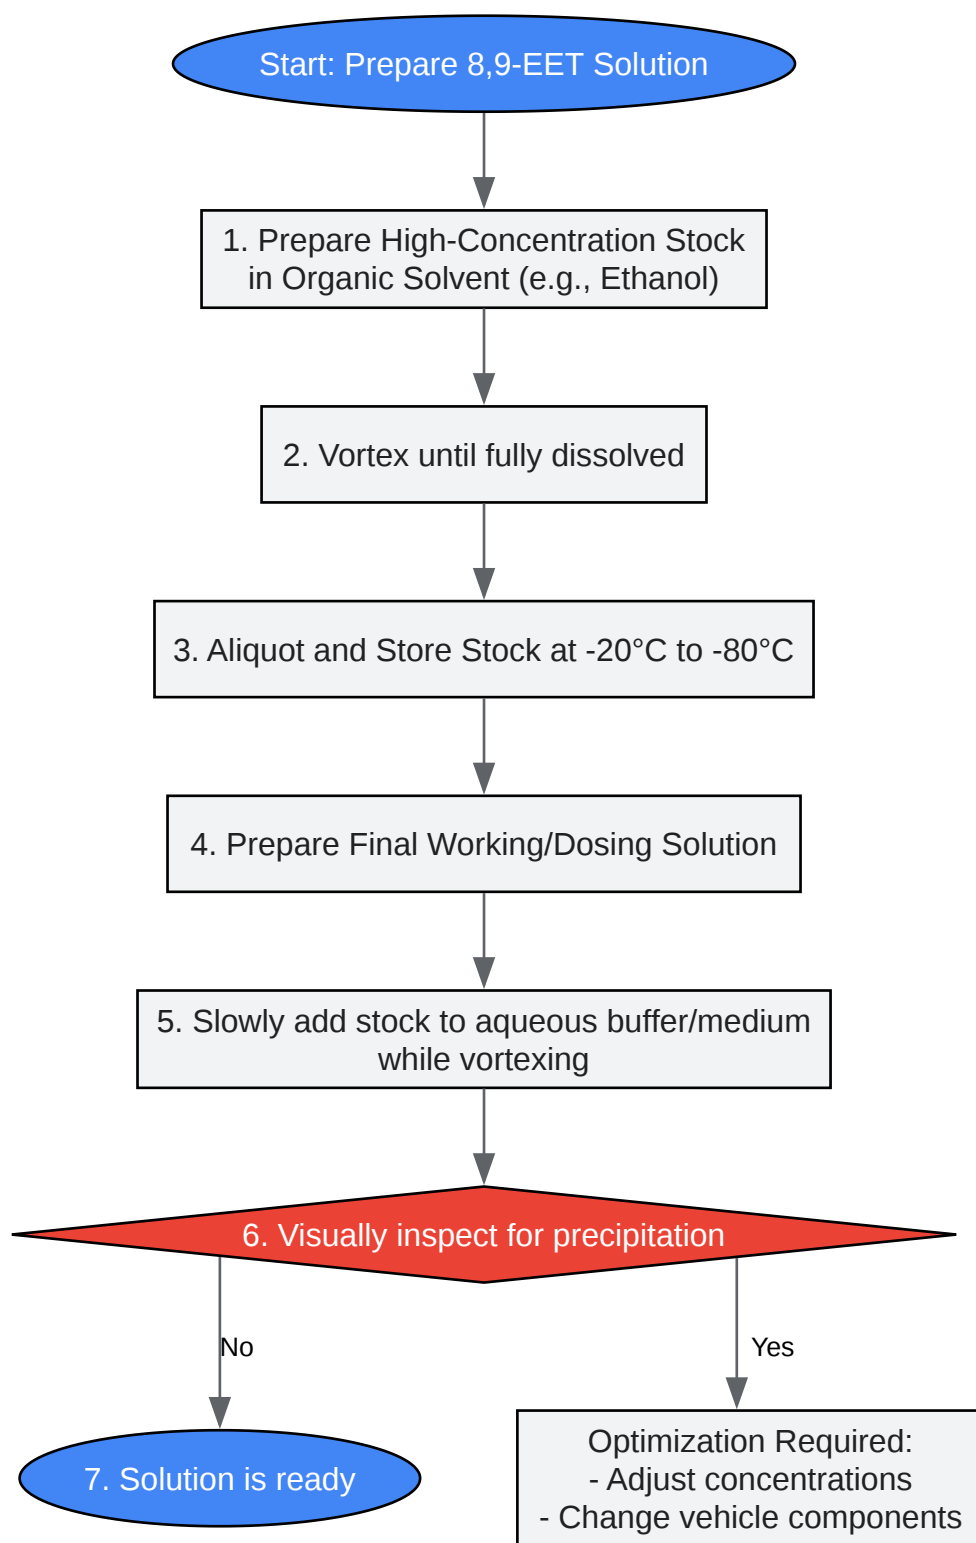 Start: Prepare 8,9-EET Solution
1. Prepare High-Concentration Stock
in Organic Solvent (e.g., Ethanol)
2. Vortex until fully dissolved
3. Aliquot and Store Stock at -20°C to -80°C
4. Prepare Final Working/Dosing Solution
5. Slowly add stock to aqueous buffer/medium
while vortexing
6. Visually inspect for precipitation
No
Yes
7. Solution is ready
Optimization Required:
- Adjust concentrations
- Change vehicle components